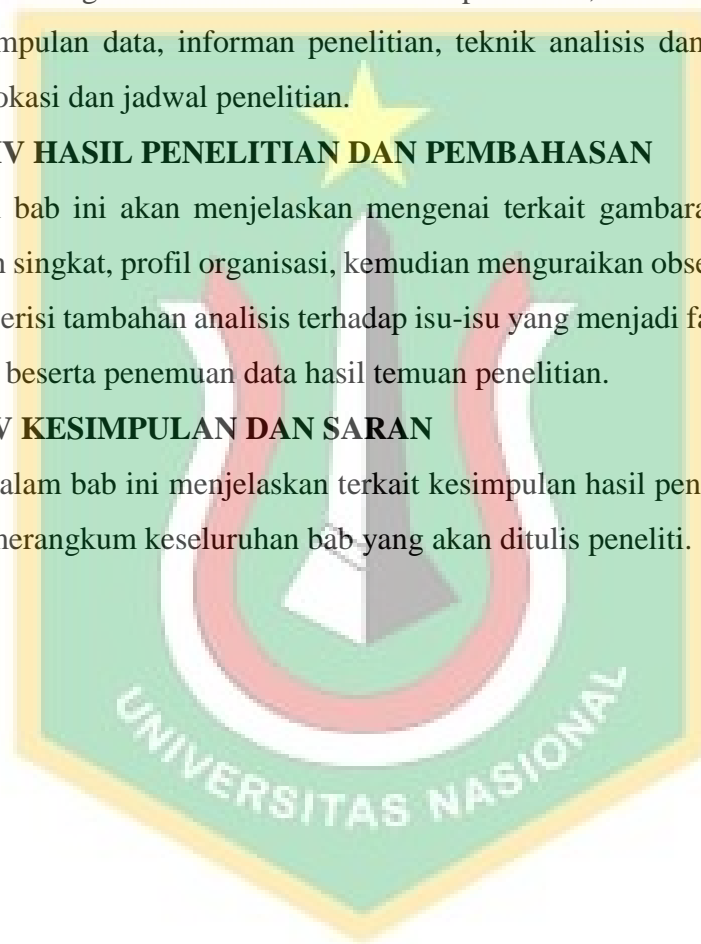 mpulan data, informan penelitian, teknik analisis dan
okasi dan jadwal penelitian.
IV HASIL PENELITIAN DAN PEMBAHASAN
bab ini akan menjelaskan mengenai terkait gambara
n singkat, profil organisasi, kemudian menguraikan obse
erisi tambahan analisis terhadap isu-isu yang menjadi fa
beserta penemuan data hasil temuan penelitian.
V KESIMPULAN DAN SARAN
alam bab ini menjelaskan terkait kesimpulan hasil pen
nerangkum keseluruhan bab yang akan ditulis peneliti.
UNIVERSITAS NASIONAL